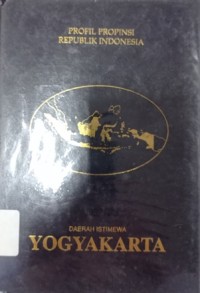 PROFIL PROPINSI
REPUBLIK INDONESIA
DAERAH ISTIMEWA
YOGYAKARTA